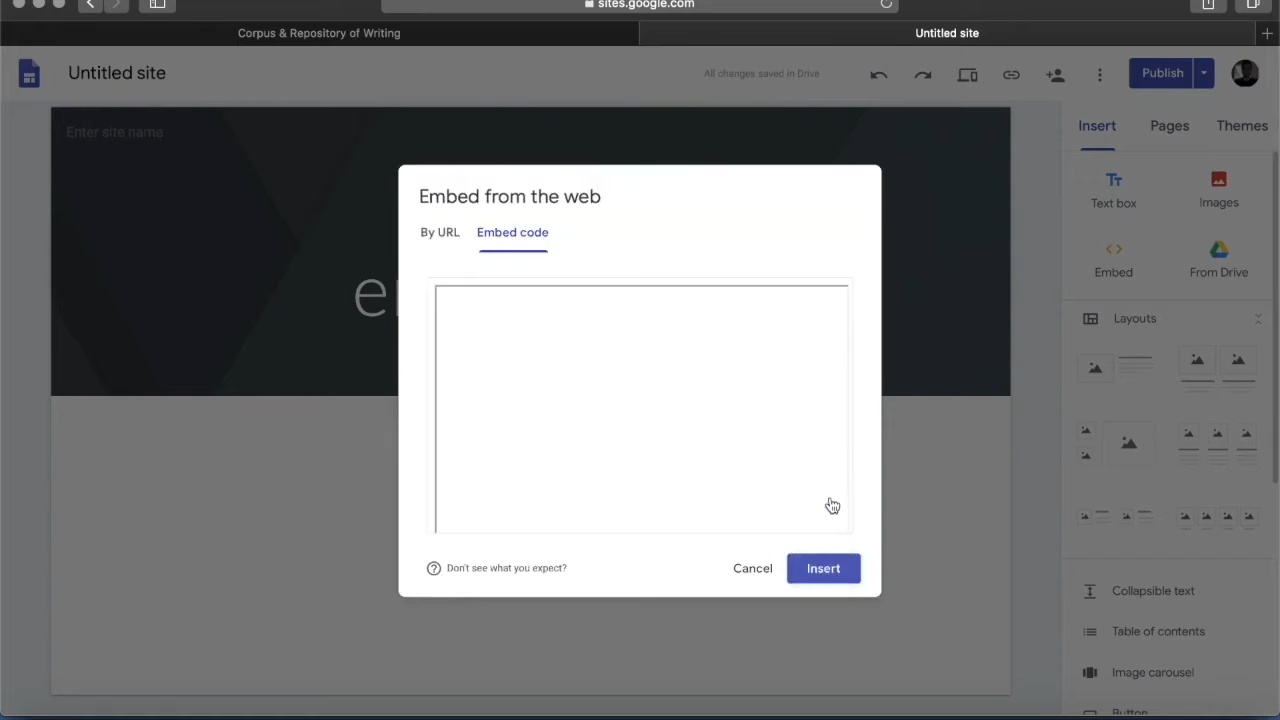 sites.google.com
Corpus & Repository of Writing
Untitled site
Untitled site
All changes saved in Drive
Publish
Enter site name
Insert
Pages
Themes
Embed from the web
By URL
Embed code
Text box
Images
Embed
From Drive
Layouts
Don't see what you expect?
Cancel
Insert
Collapsible text
Table of contents
Image carousel
Button